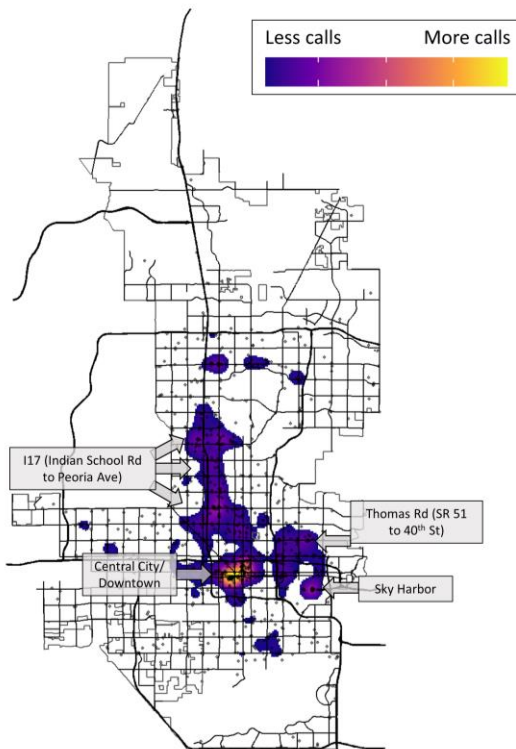 Less calls More calls
I17 (Indian School Rd
to Peoria Ave)
Thomas Rd (SR 51
to 40th St)
Central City/
Downtown
Sky Harbor